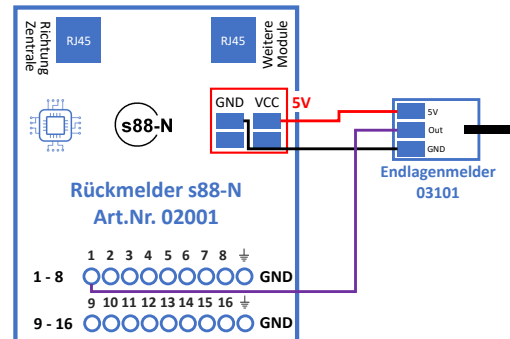 Richtung
Zentrale
RJ45
RJ45
Weitere
Module
GND VCC 5V
s88-N
5V
Out
GND
Endlagenmelder
03101
Rückmelder s88-N
Art.Nr. 02001
1 2 3 4 5 6 7 8
1 - 8 GND
9 10 11 12 13 14 15 16
9 - 16 GND